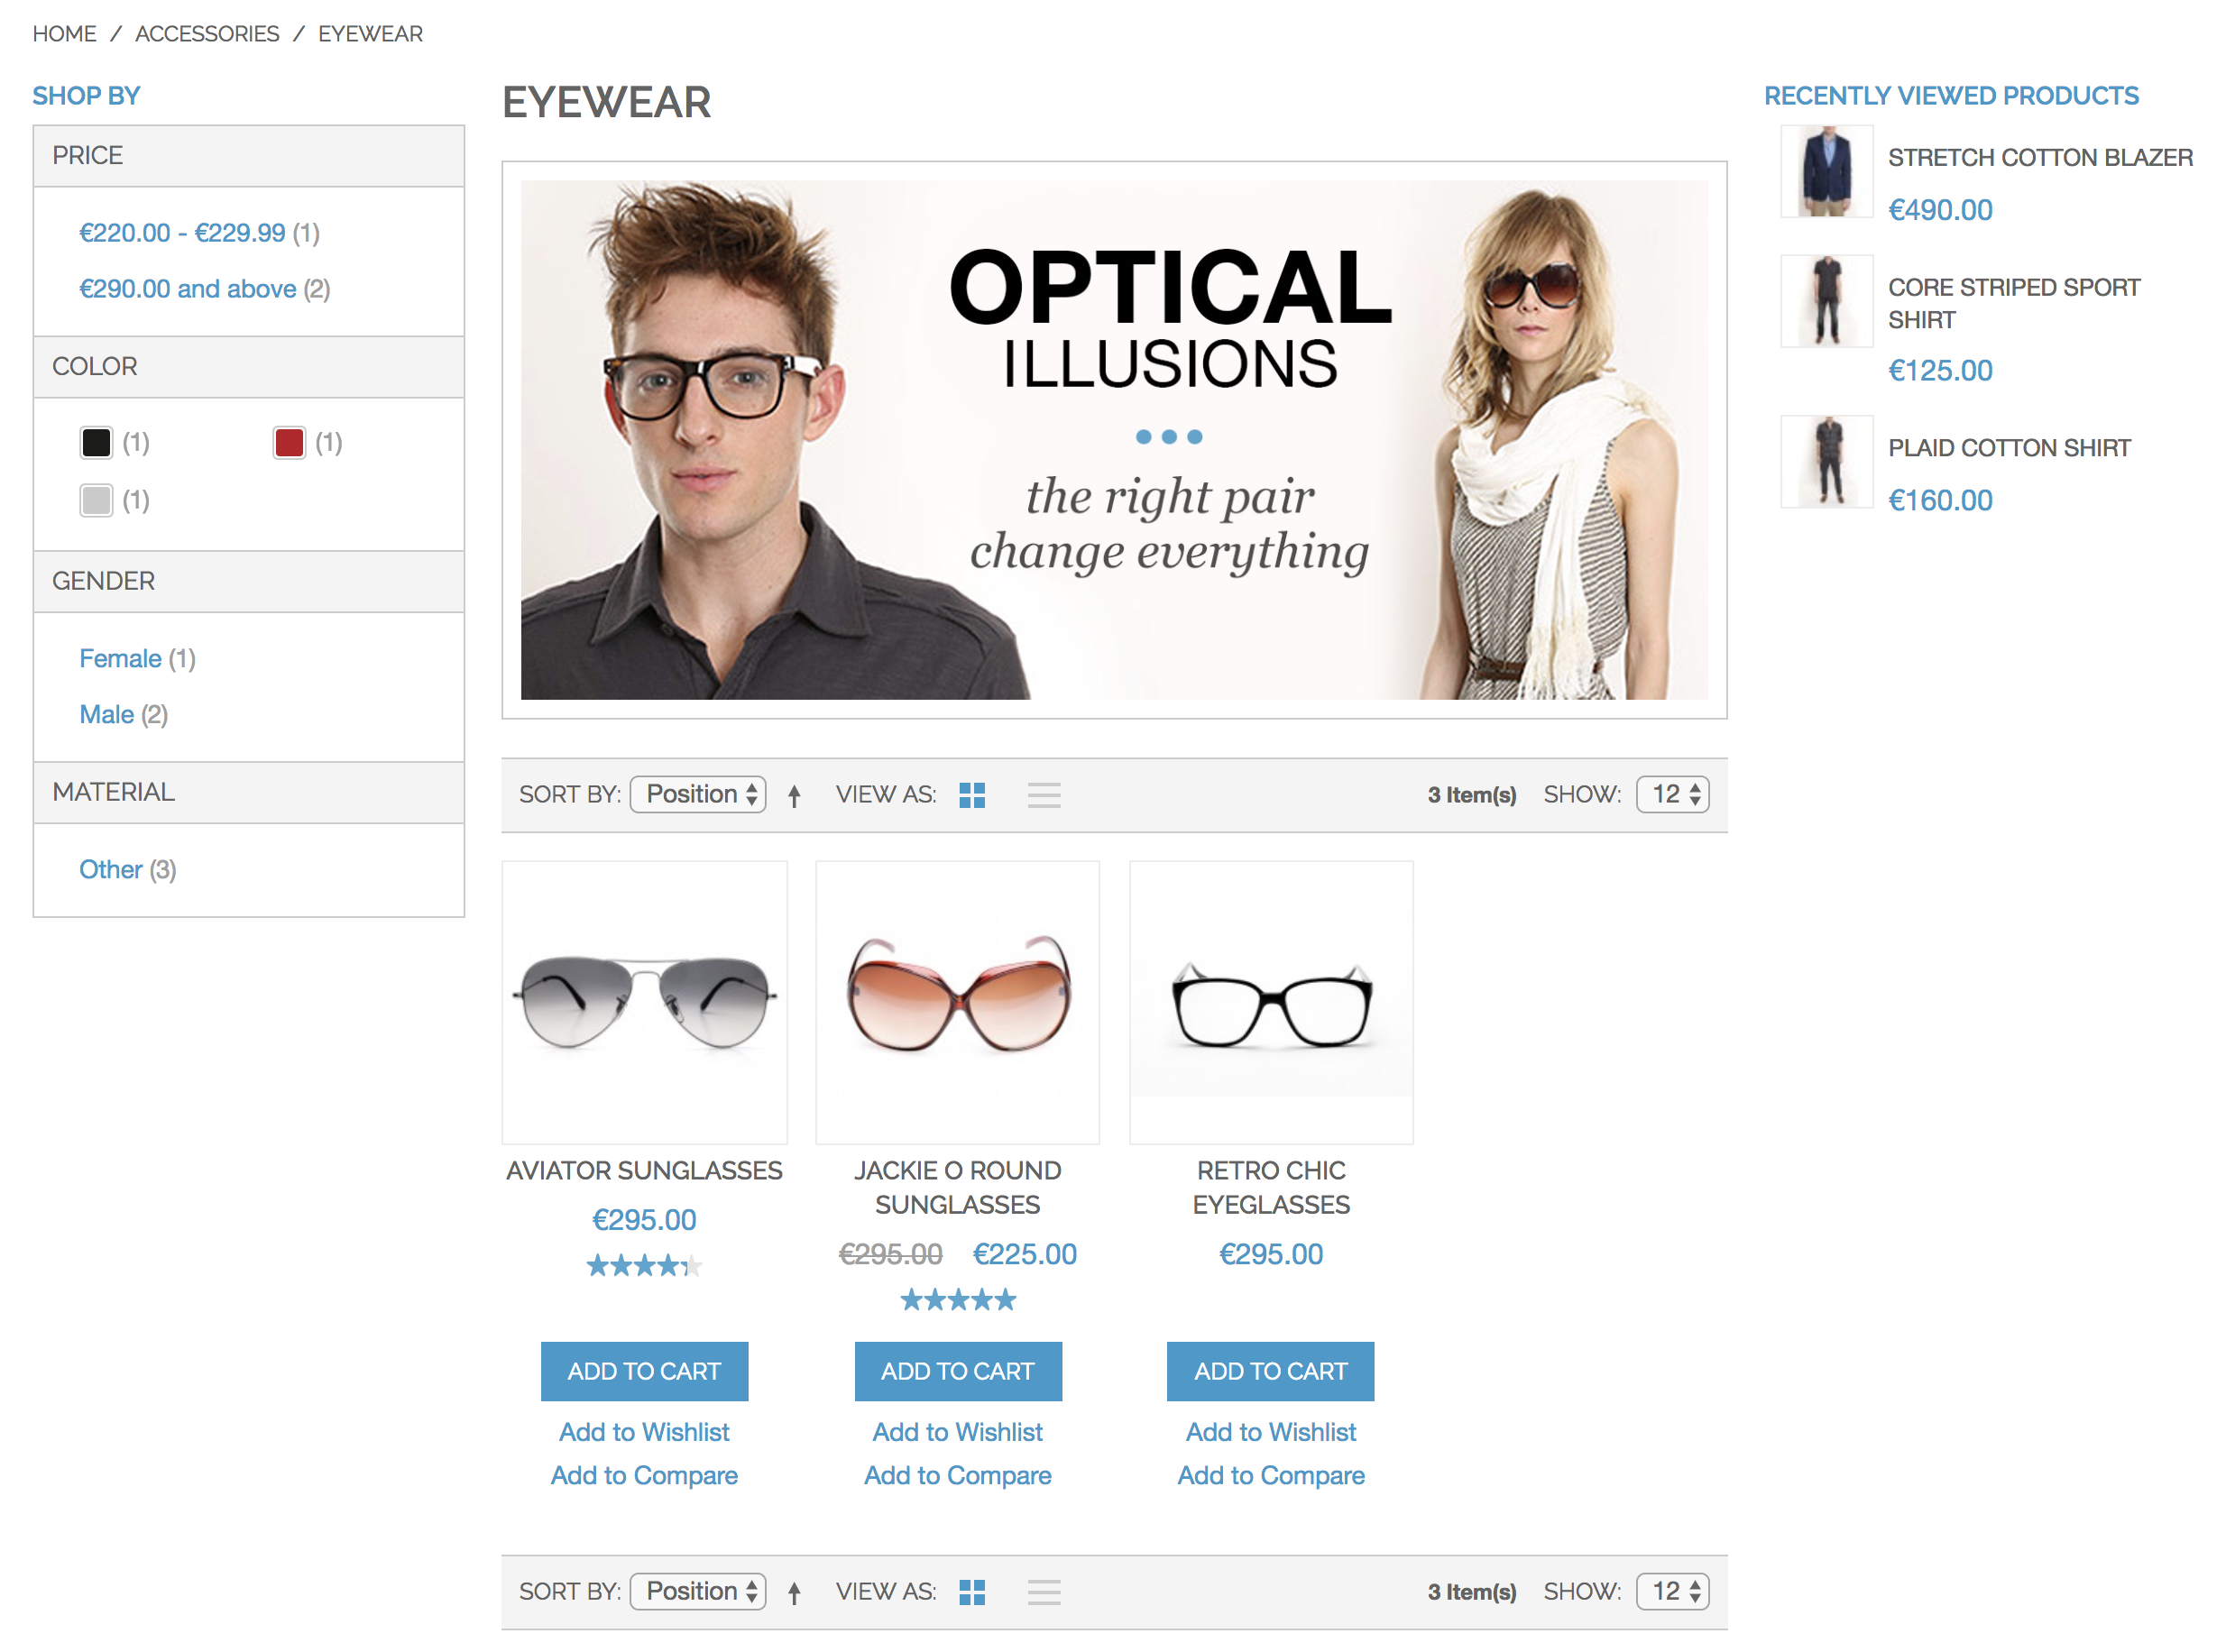 HOME / ACCESSORIES / EYEWEAR
SHOP BY
PRICE
€220.00 - €229.99 (1)
€290.00 and above (2)
COLOR
(1)
(1)
(1)
GENDER
Female (1)
Male (2)
MATERIAL
Other (3)
EYEWEAR
OPTICAL
ILLUSIONS
the right pair
change everything
SORT BY: Position VIEW AS: 3 Item(s) SHOW: 12
AVIATOR SUNGLASSES
€295.00
ADD TO CART
Add to Wishlist
Add to Compare
JACKIE O ROUND
SUNGLASSES
€295.00 €225.00
ADD TO CART
Add to Wishlist
Add to Compare
RETRO CHIC
EYEGLASSES
€295.00
ADD TO CART
Add to Wishlist
Add to Compare
SORT BY: Position VIEW AS: 3 Item(s) SHOW: 12
RECENTLY VIEWED PRODUCTS
STRETCH COTTON BLAZER
€490.00
CORE STRIPED SPORT
SHIRT
€125.00
PLAID COTTON SHIRT
€160.00